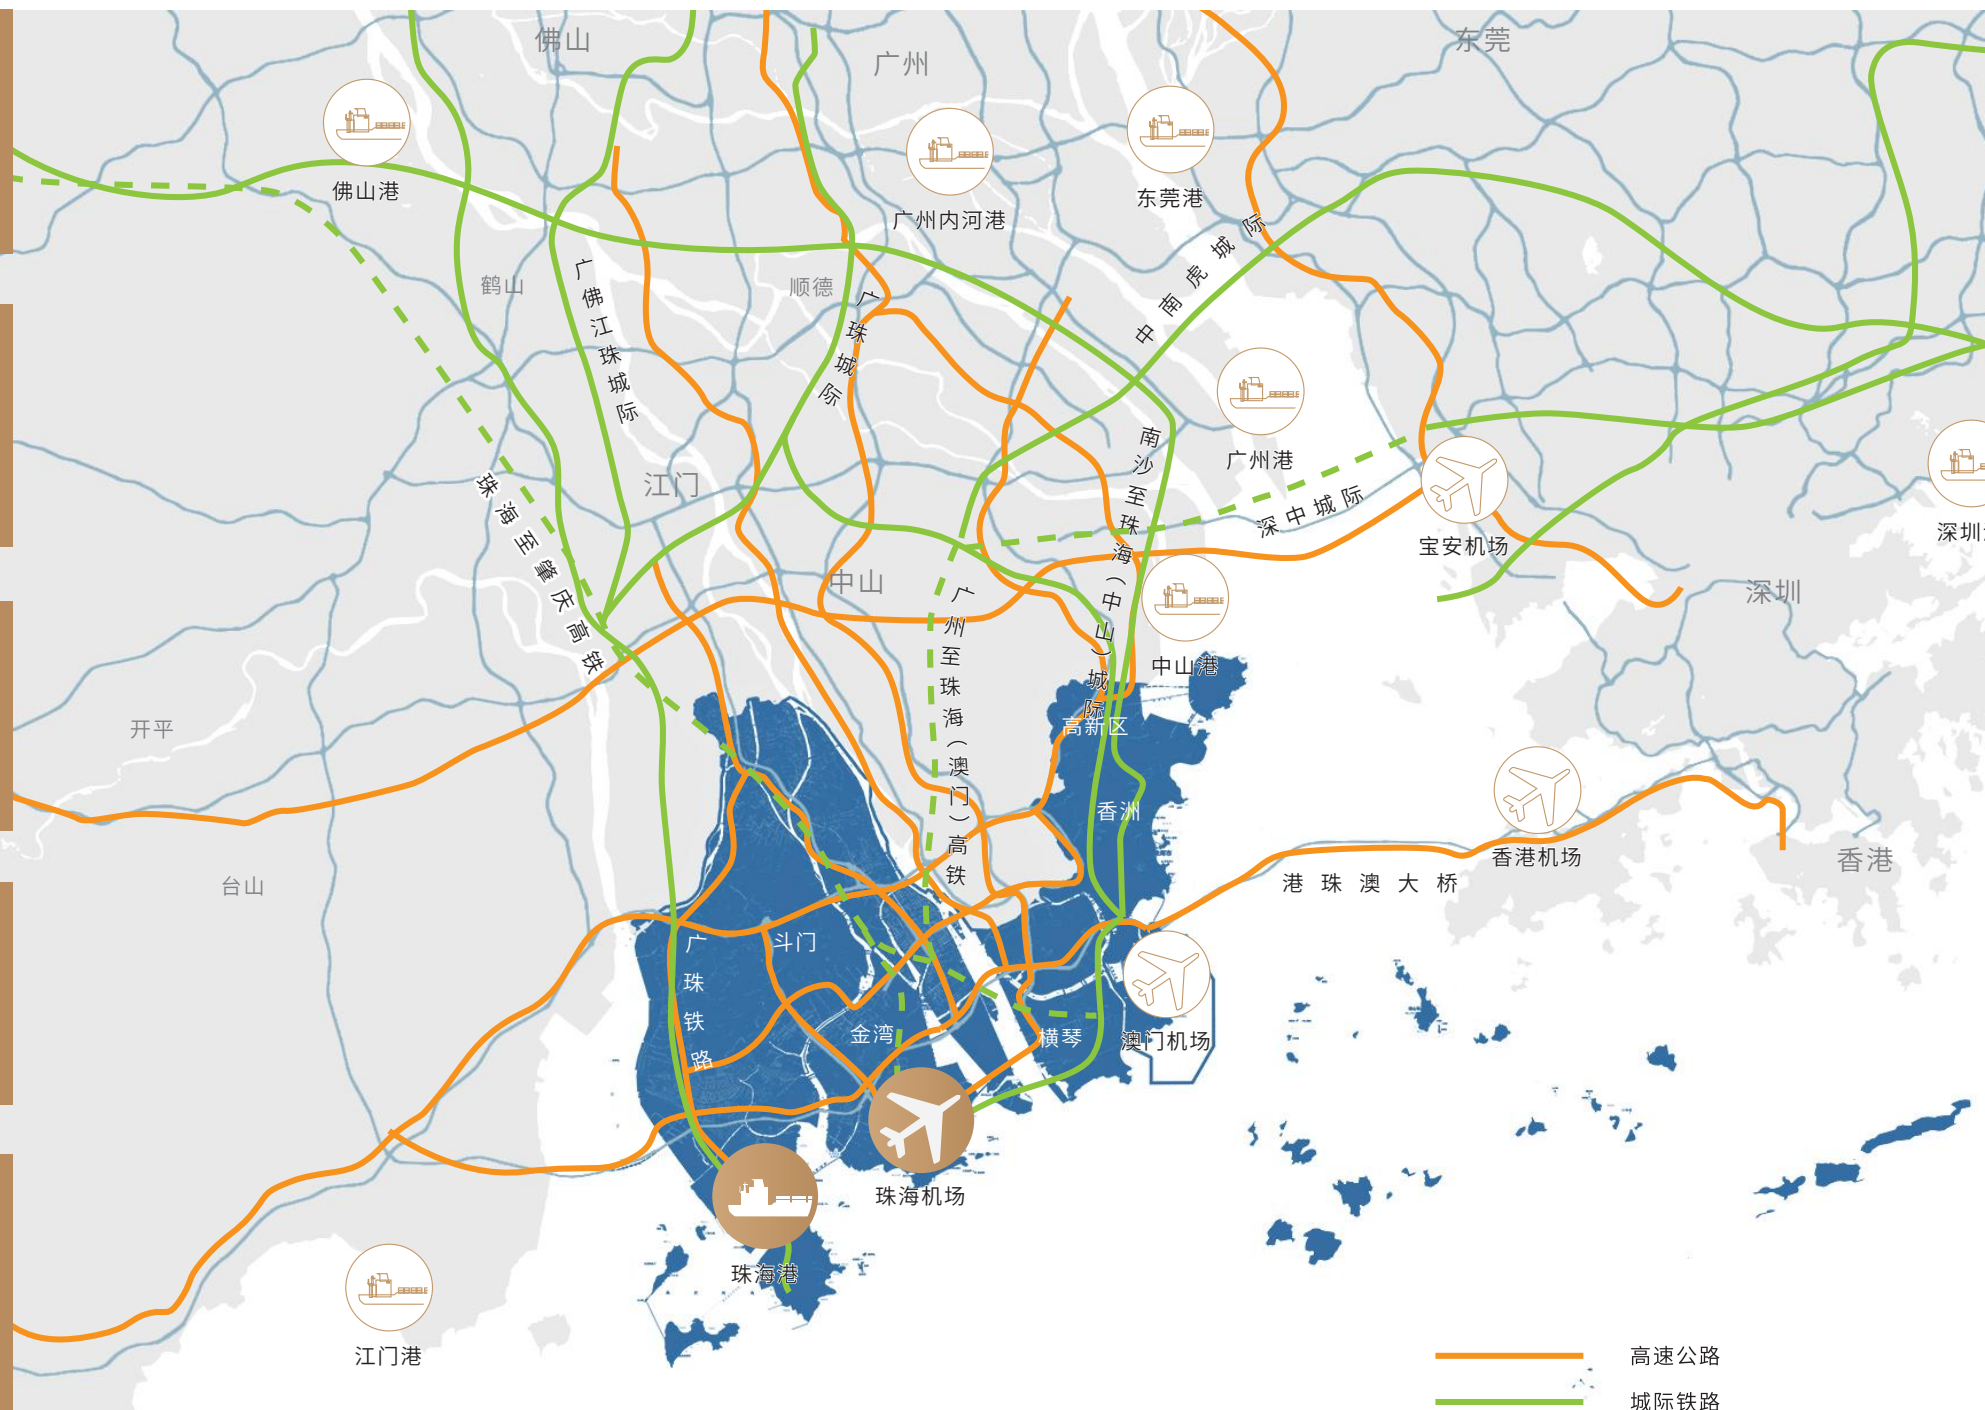 佛山
广州
东莞
佛山港
广州内河港
东莞港
鹤山
顺德
广佛江珠城际
广珠城际
中南虎城际
广州港
南沙至珠海（中山）城际
深中城际
宝安机场
江门
珠海至肇庆高铁
中山
广州至珠海（澳门）高铁
中山港
深圳
开平
高新区
香洲
台山
港珠澳大桥
香港机场
香港
斗门
广珠铁路
金湾
横琴
澳门机场
珠海机场
珠海港
江门港
高速公路
城际铁路